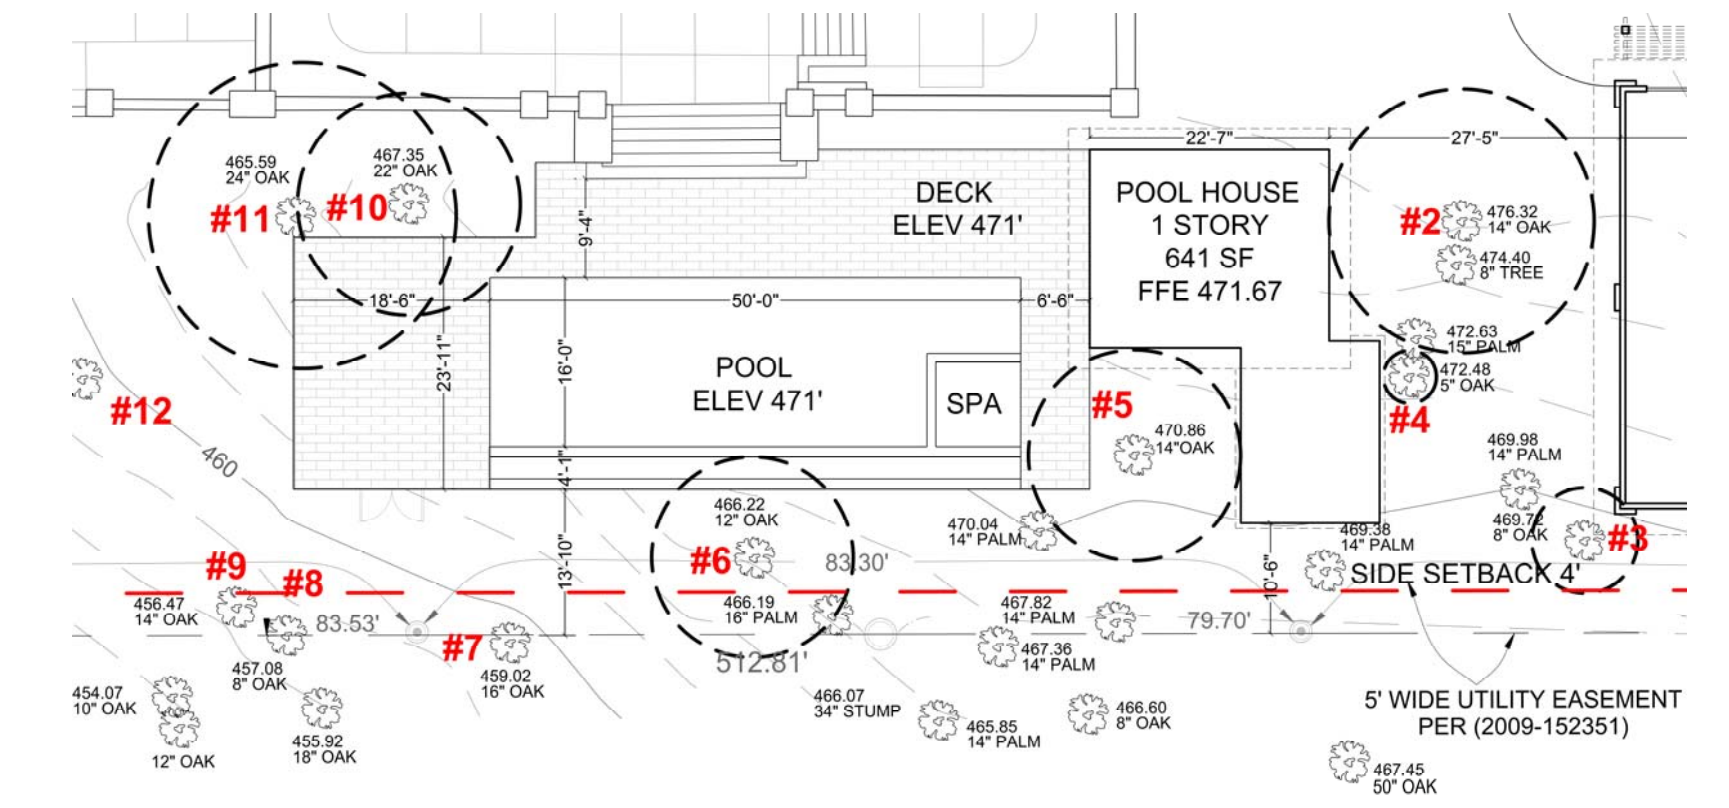 22'-7"
27'-5"
465.59
24" OAK
467.35
22" OAK
#11
#10
9'-4"
DECK
ELEV 471'
POOL HOUSE
1 STORY
641 SF
FFE 471.67
#2
476.32
14" OAK
474.40
8" TREE
18'-6"
50'-0"
6'-6"
23'-11"
16'-0"
POOL
ELEV 471'
SPA
472.63
15" PALM
472.48
5" OAK
#4
#5
470.86
14"OAK
#12
460
4'-1"
466.22
12" OAK
#6
83.30'
13'-10"
470.04
14" PALM
469.98
14" PALM
469.72
8" OAK
#3
469.38
14" PALM
10'-6"
SIDE SETBACK 4'
#9
#8
456.47
14" OAK
83.53'
#7
466.19
16" PALM
467.82
14" PALM
79.70'
457.08
8" OAK
459.02
16" OAK
512.81'
467.36
14" PALM
454.07
10" OAK
12" OAK
455.92
18" OAK
466.07
34" STUMP
465.85
14" PALM
466.60
8" OAK
5' WIDE UTILITY EASEMENT
PER (2009-152351)
467.45
50" OAK